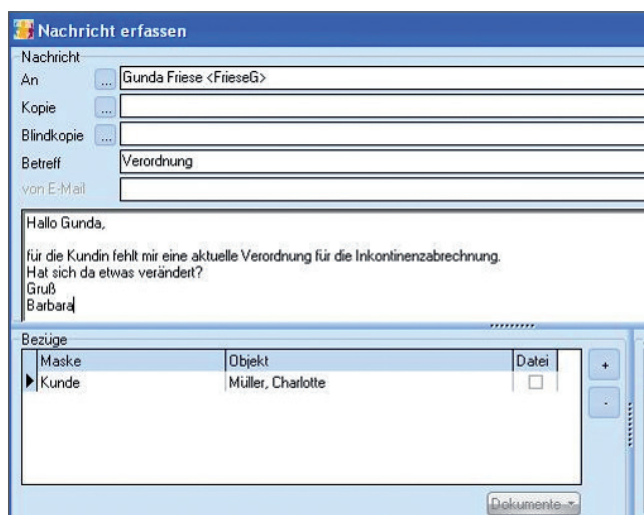 Nachricht erfassen
Nachricht
An ... Gunda Friese <FrieseG>
Kopie ...
Blindkopie ...
Betreff Verordnung
von E-Mail
Hallo Gunda,
für die Kundin fehlt mir eine aktuelle Verordnung für die Inkontinenzabrechnung.
Hat sich da etwas verändert?
Gruß
Barbara
Bezüge
Maske Objekt Datei
Kunde Müller, Charlotte
+
-
Dokumente